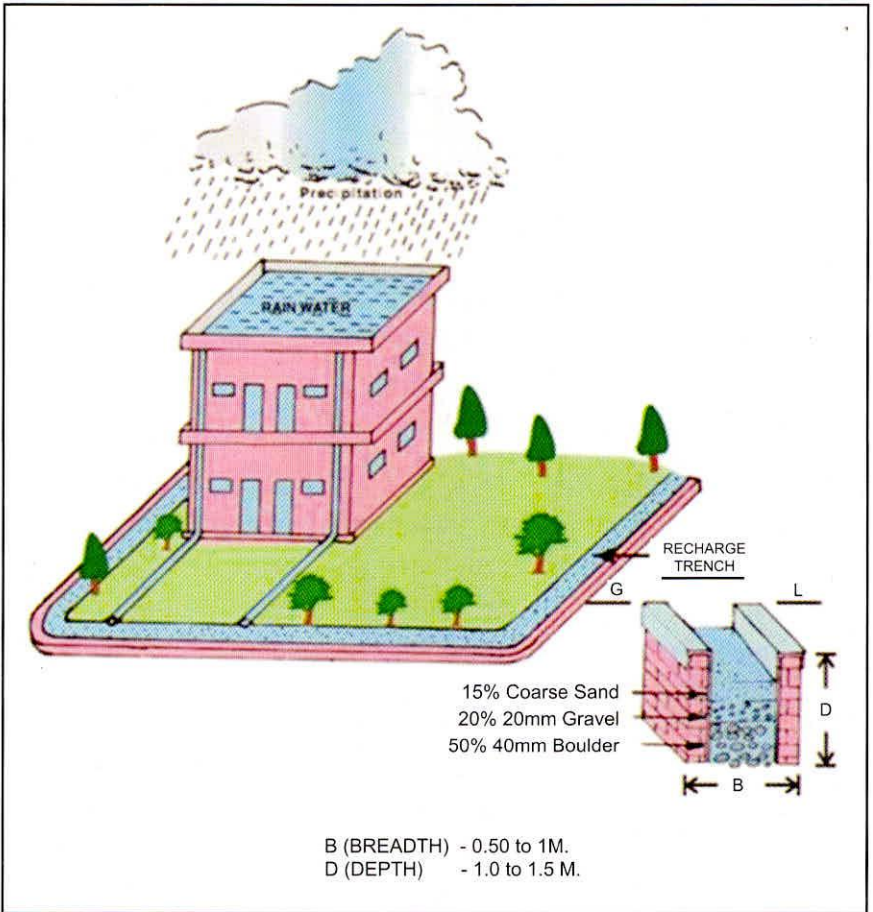 Precipitation
RAIN WATER
RECHARGE
TRENCH
G L
15% Coarse Sand
20% 20mm Gravel
50% 40mm Boulder
D
B
B (BREADTH) - 0.50 to 1M.
D (DEPTH) - 1.0 to 1.5 M.